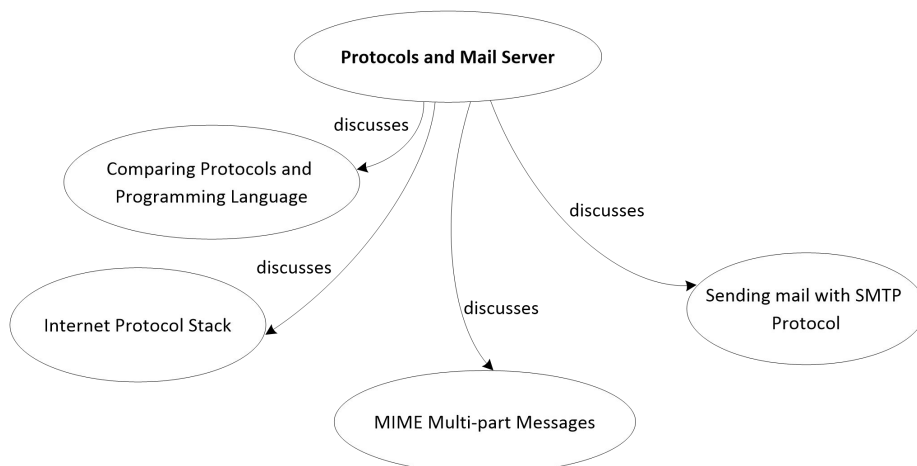 Protocols and Mail Server
discusses
Comparing Protocols and
Programming Language
discusses
discusses
Internet Protocol Stack
Sending mail with SMTP
Protocol
discusses
MIME Multi-part Messages